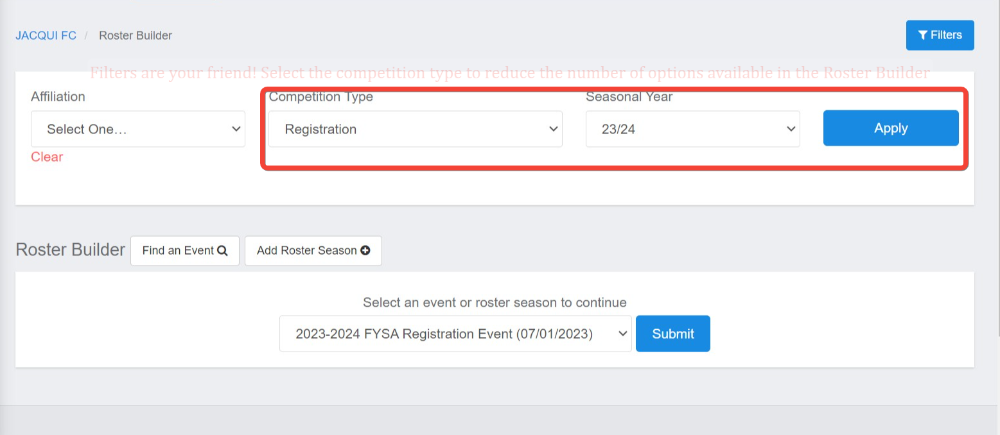 JACQUI FC / Roster Builder
Filters
Filters are your friend! Select the competition type to reduce the number of options available in the Roster Builder
Affiliation
Competition Type
Seasonal Year
Select One...
Registration
23/24
Apply
Clear
Roster Builder
Find an Event
Add Roster Season
Select an event or roster season to continue
2023-2024 FYSA Registration Event (07/01/2023)
Submit